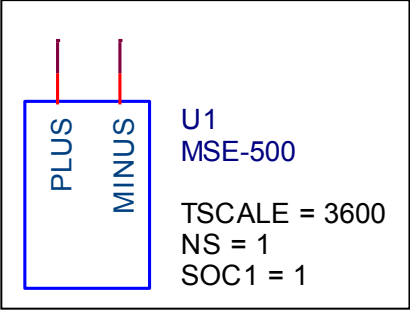 PLUS
MINUS
U1
MSE-500
TSCALE = 3600
NS = 1
SOC1 = 1